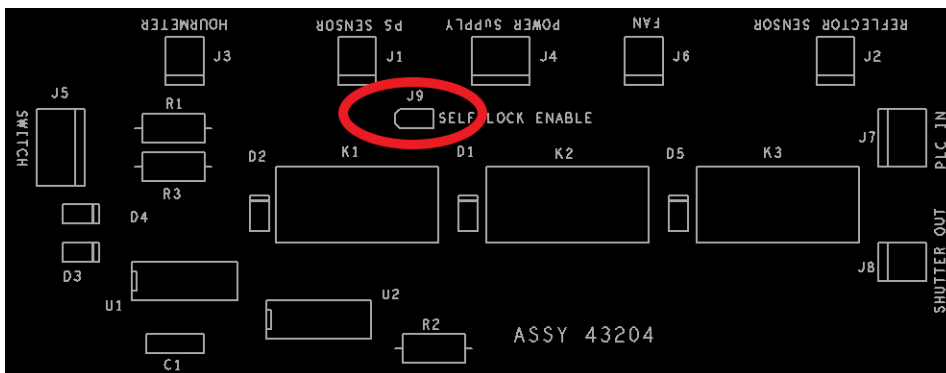 HOURMETER
PS SENSOR
POWER SuPPLY
FAN
REFLECTOR SENSOR
J3
J1
J4
J6
J2
J5
J9
SELF LOCK ENABLE
SWITCH
R1
R3
D2
K1
D1
K2
D5
K3
J7
PLC IN
D4
D3
U1
U2
J8
SHUTTER OUT
R2
C1
ASSY 43204